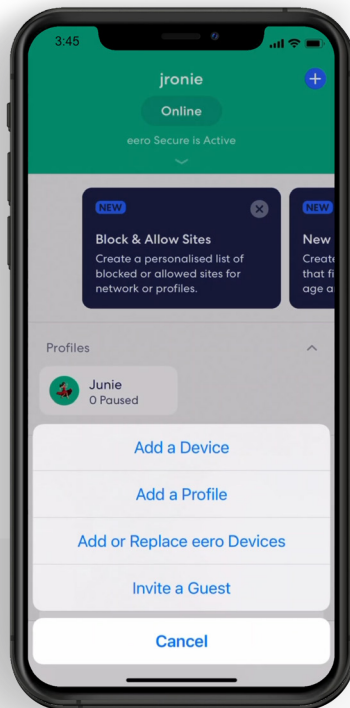 3:45
jronie
Online
eero Secure is Active
NEW
Block & Allow Sites
Create a personalised list of
blocked or allowed sites for
network or profiles.
NEW
New
Create
that fi
age a
Profiles
Junie
0 Paused
Add a Device
Add a Profile
Add or Replace eero Devices
Invite a Guest
Cancel